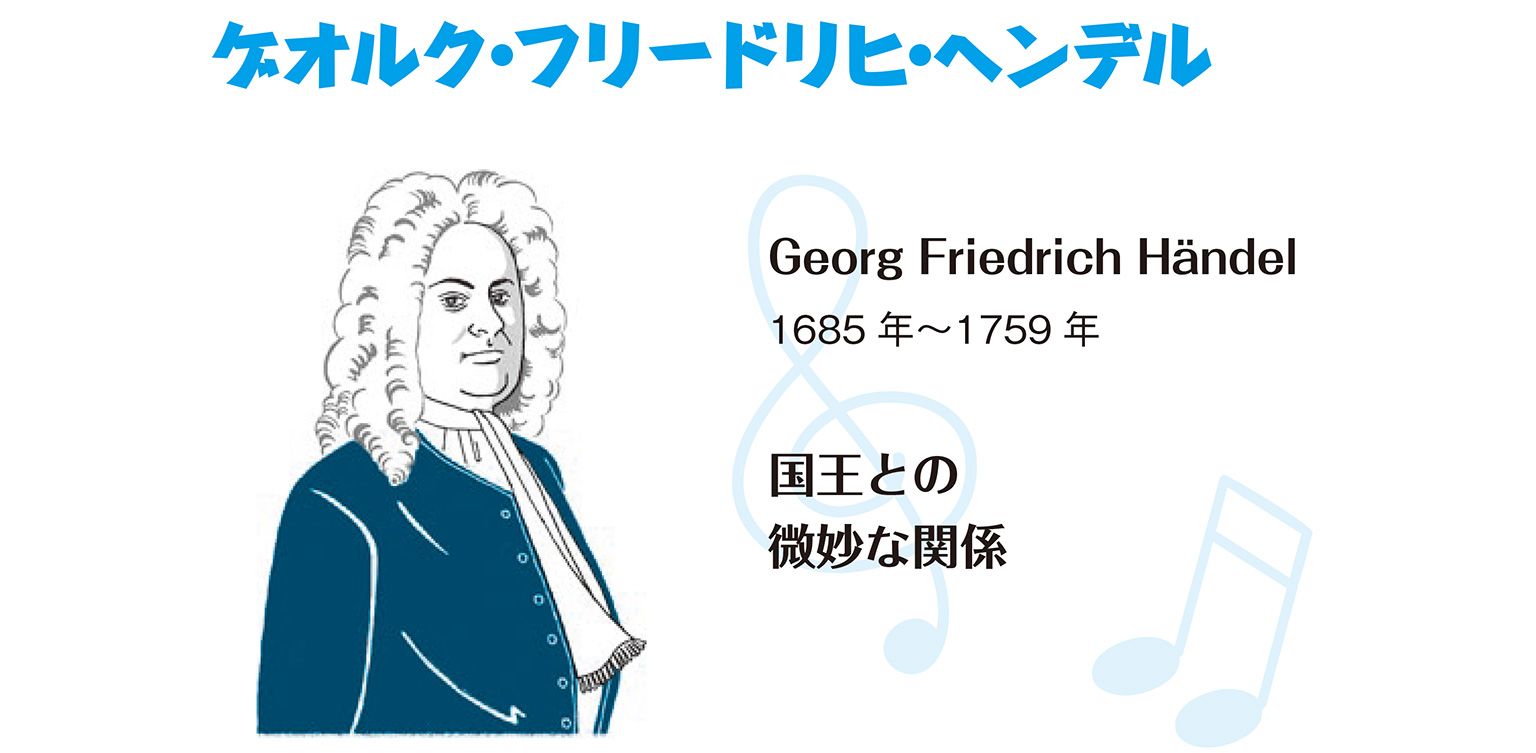 ゲオルク・フリードリヒ・ヘンデル
Georg Friedrich Händel
1685 年〜1759 年
国王との
微妙な関係